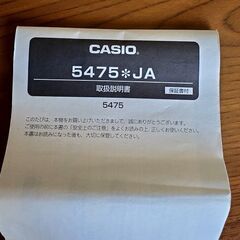 CASIO
5475*JA
取扱説明書 保証書付
5475
このたびは、本機をお買い上げいただきまして誠にありがとうございます。
ご使用の前に本書の「安全上のご注意」をよくお読みの上、正しくお使いください。
本書はお読みになった後も、大切に保管してください。